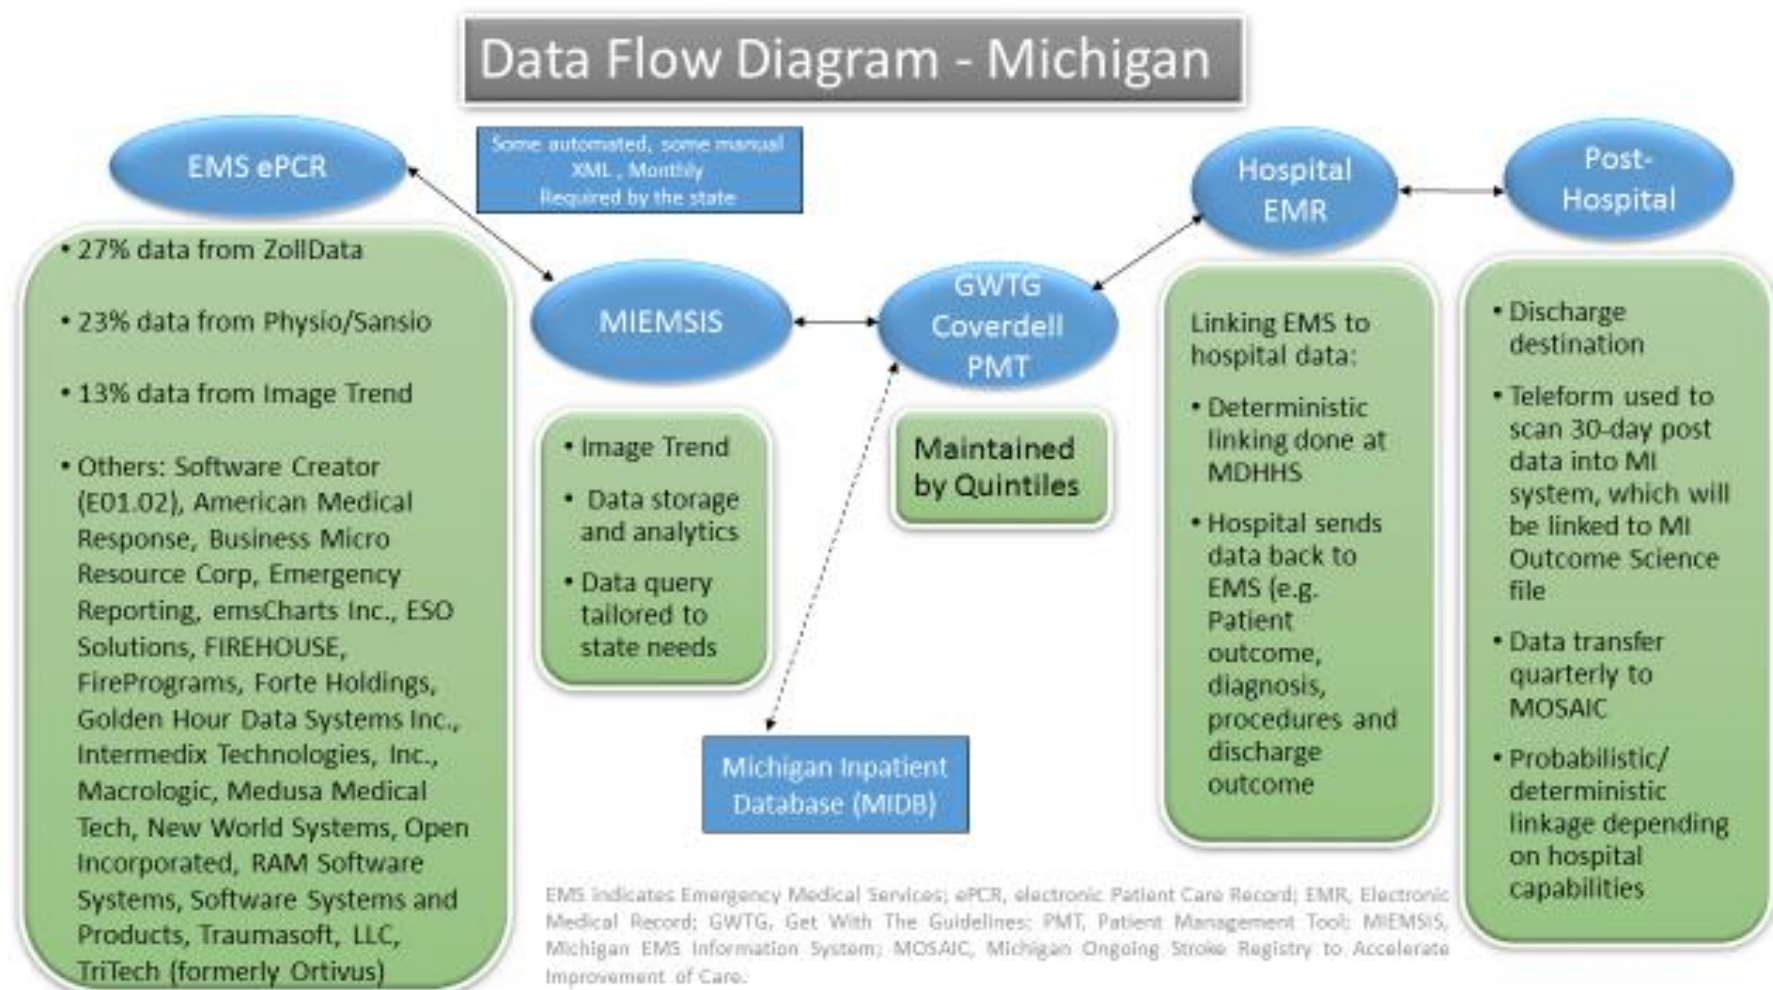 Data Flow Diagram - Michigan
EMS ePCR
Some automated, some manual
XML , Monthly
Required by the state
Hospital
EMR
Post-
Hospital
• 27% data from ZollData
• 23% data from Physio/Sansio
• 13% data from Image Trend
• Others: Software Creator
(E01.02), American Medical
Response, Business Micro
Resource Corp, Emergency
Reporting, emsCharts Inc., ESO
Solutions, FIREHOUSE,
FirePrograms, Forte Holdings,
Golden Hour Data Systems Inc.,
Intermedix Technologies, Inc.,
Macrologic, Medusa Medical
Tech, New World Systems, Open
Incorporated, RAM Software
Systems, Software Systems and
Products, Traumasoft, LLC,
TriTech (formerly Ortivus)
MIEMSIS
• Image Trend
• Data storage
and analytics
• Data query
tailored to
state needs
GWTG
Coverdell
PMT
Maintained
by Quintiles
Michigan Inpatient
Database (MIDB)
Linking EMS to
hospital data:
• Deterministic
linking done at
MDHHS
• Hospital sends
data back to
EMS (e.g.
Patient
outcome,
diagnosis,
procedures and
discharge
outcome
• Discharge
destination
• Teleform used to
scan 30-day post
data into MI
system, which will
be linked to MI
Outcome Science
file
• Data transfer
quarterly to
MOSAIC
• Probabilistic/
deterministic
linkage depending
on hospital
capabilities
EMS indicates Emergency Medical Services; ePCR, electronic Patient Care Record; EMR, Electronic
Medical Record; GWTG, Get With The Guidelines; PMT, Patient Management Tool; MIEMSIS,
Michigan EMS Information System; MOSAIC, Michigan Ongoing Stroke Registry to Accelerate
Improvement of Care.